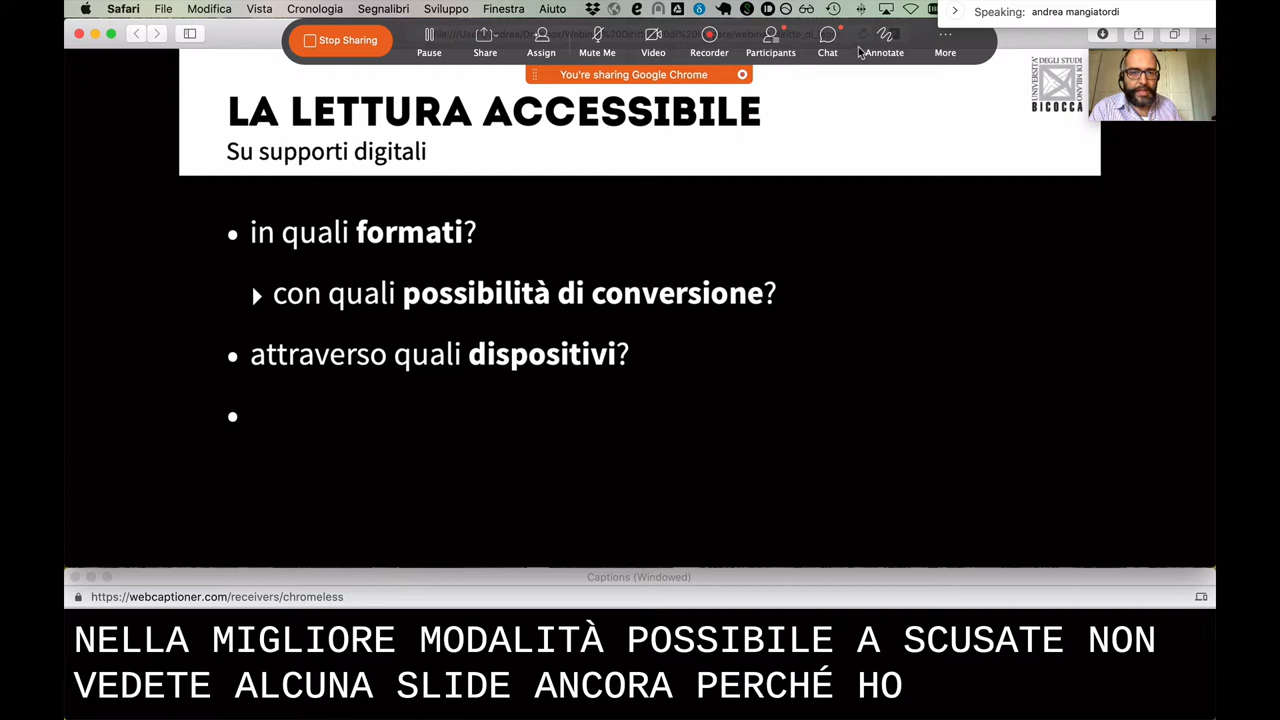 Safari File Modifica Vista Cronologia Segnalibri Sviluppo Finestra Aiuto
Speaking: andrea mangiatordi
Stop Sharing
Pause Share Assign Mute Me Video Recorder Participants Chat Annotate More
You're sharing Google Chrome
LA LETTURA ACCESSIBILE
Su supporti digitali
UNIVERSITA' DEGLI STUDI DI MILANO
BICOCCA
• in quali formati?
▸ con quali possibilità di conversione?
• attraverso quali dispositivi?
•
Captions (Windowed)
https://webcaptioner.com/receivers/chromeless
NELLA MIGLIORE MODALITÀ POSSIBILE A SCUSATE NON
VEDETE ALCUNA SLIDE ANCORA PERCHÉ HO